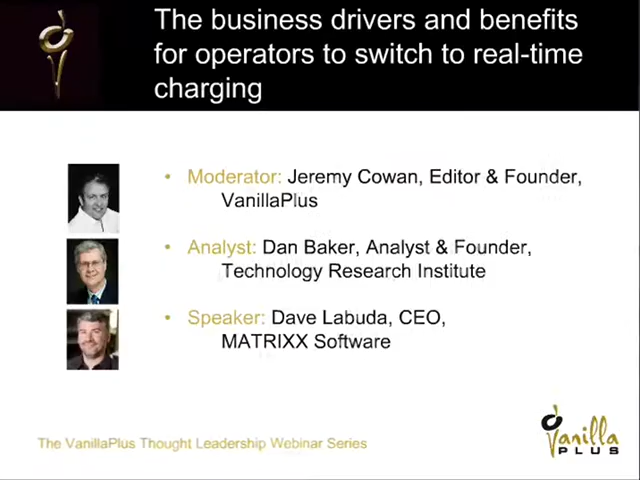 The business drivers and benefits
for operators to switch to real-time
charging
• Moderator: Jeremy Cowan, Editor & Founder,
VanillaPlus
• Analyst: Dan Baker, Analyst & Founder,
Technology Research Institute
• Speaker: Dave Labuda, CEO,
MATRIXX Software
The VanillaPlus Thought Leadership Webinar Series
Vanilla
PLUS